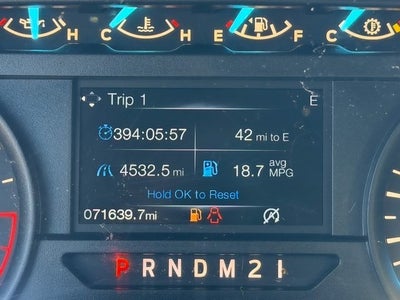 H C H E F C
Trip 1 E
394:05:57 42 mi to E
4532.5 mi 18.7 avg MPG
Hold OK to Reset
071639.7mi
P R N D M 2 1